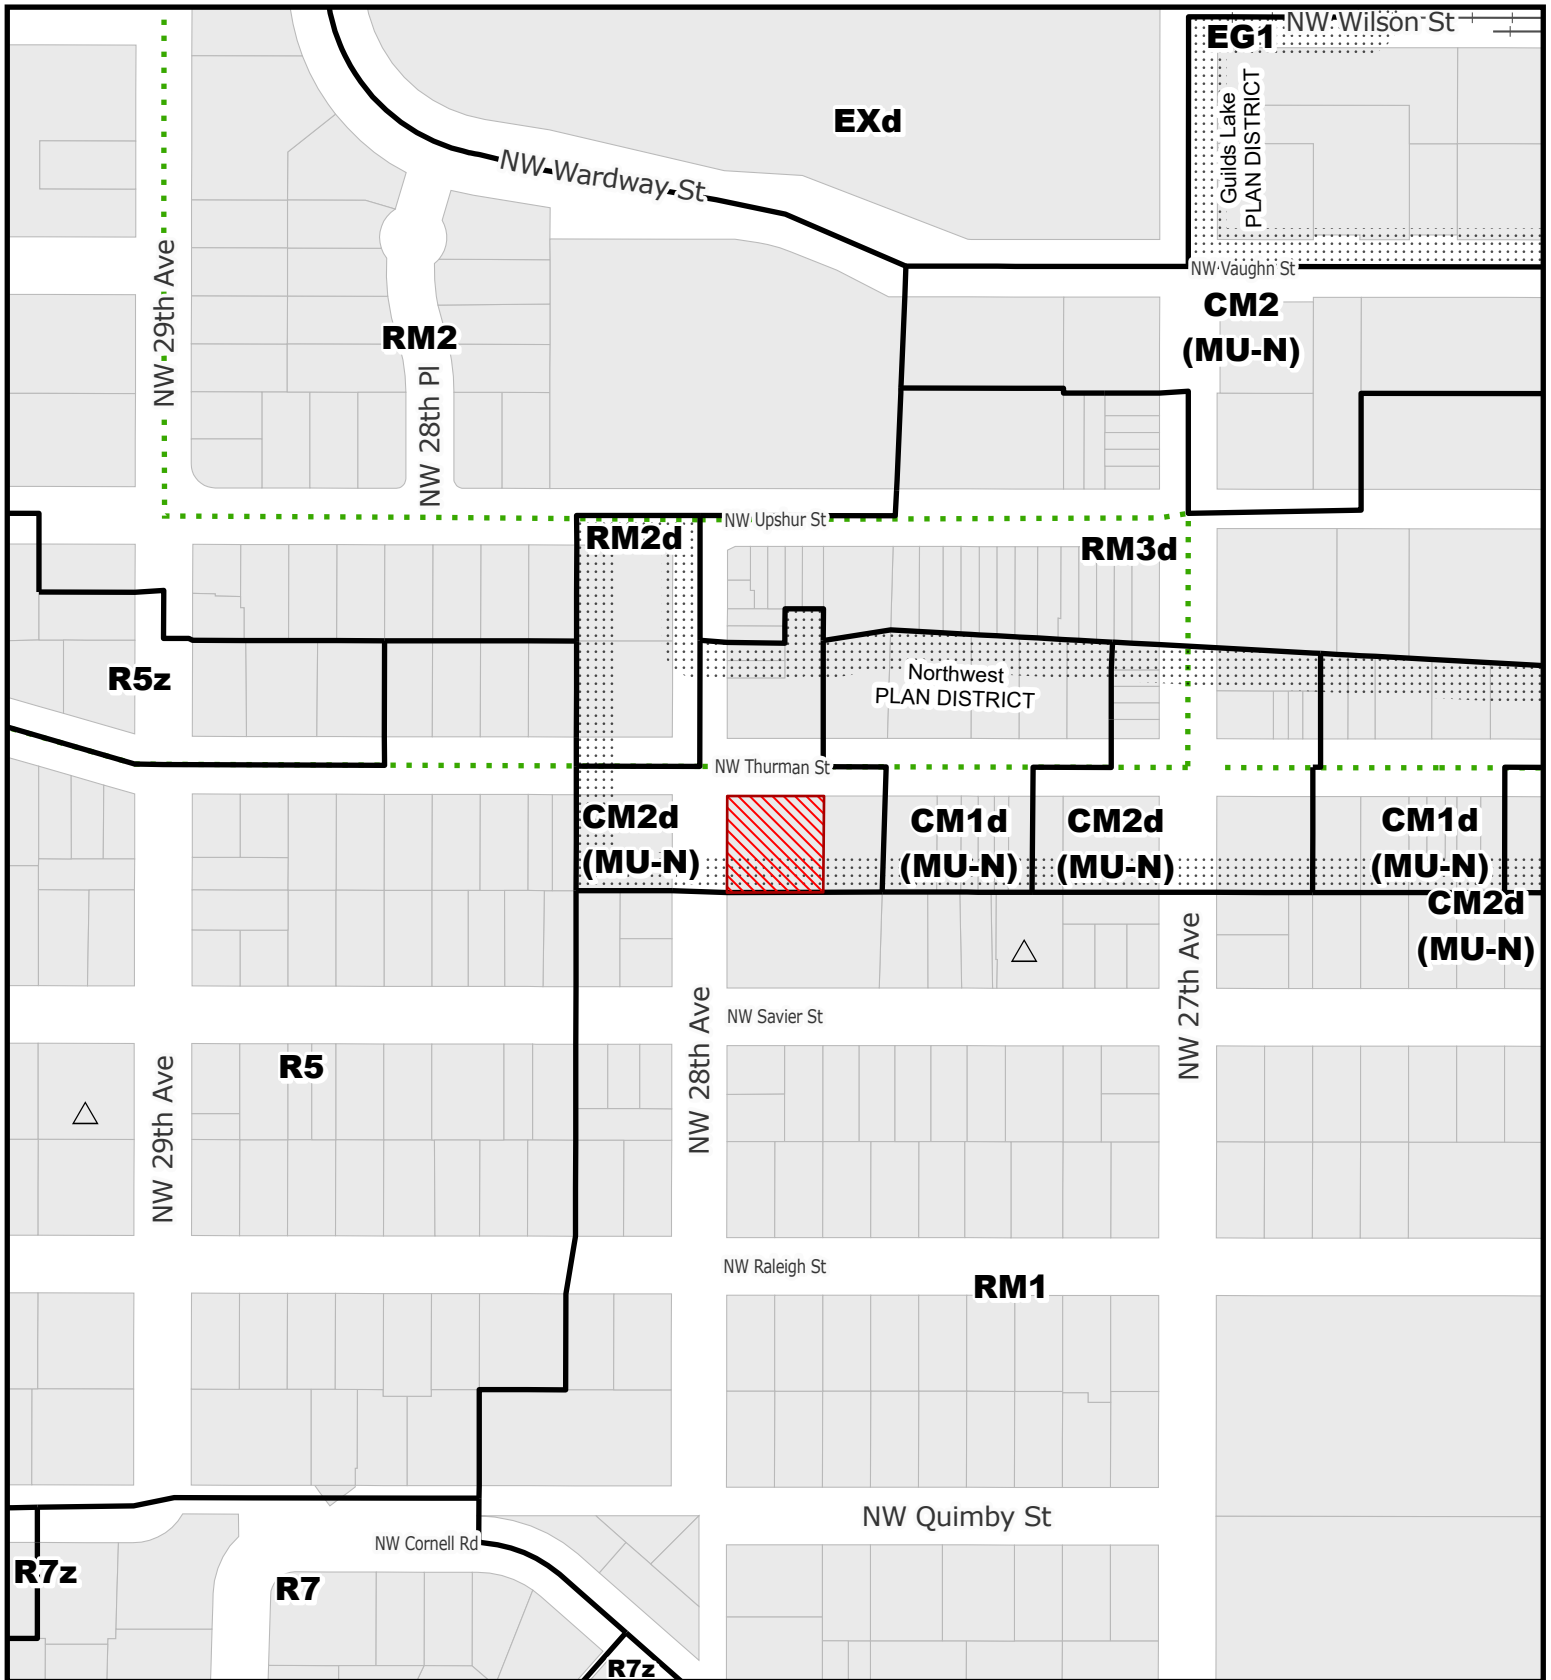 NW Wilson St
EG1
Guilds Lake
PLAN DISTRICT
EXd
NW Wardway St
NW 29th Ave
NW Vaughn St
CM2
(MU-N)
RM2
NW 28th Pl
NW Upshur St
RM2d
RM3d
R5z
Northwest
PLAN DISTRICT
NW Thurman St
CM2d
(MU-N)
CM1d
(MU-N)
CM2d
(MU-N)
CM1d
(MU-N)
CM2d
(MU-N)
NW 27th Ave
NW 28th Ave
NW Savier St
R5
NW 29th Ave
NW Raleigh St
RM1
NW Quimby St
NW Cornell Rd
R7z
R7
R7z